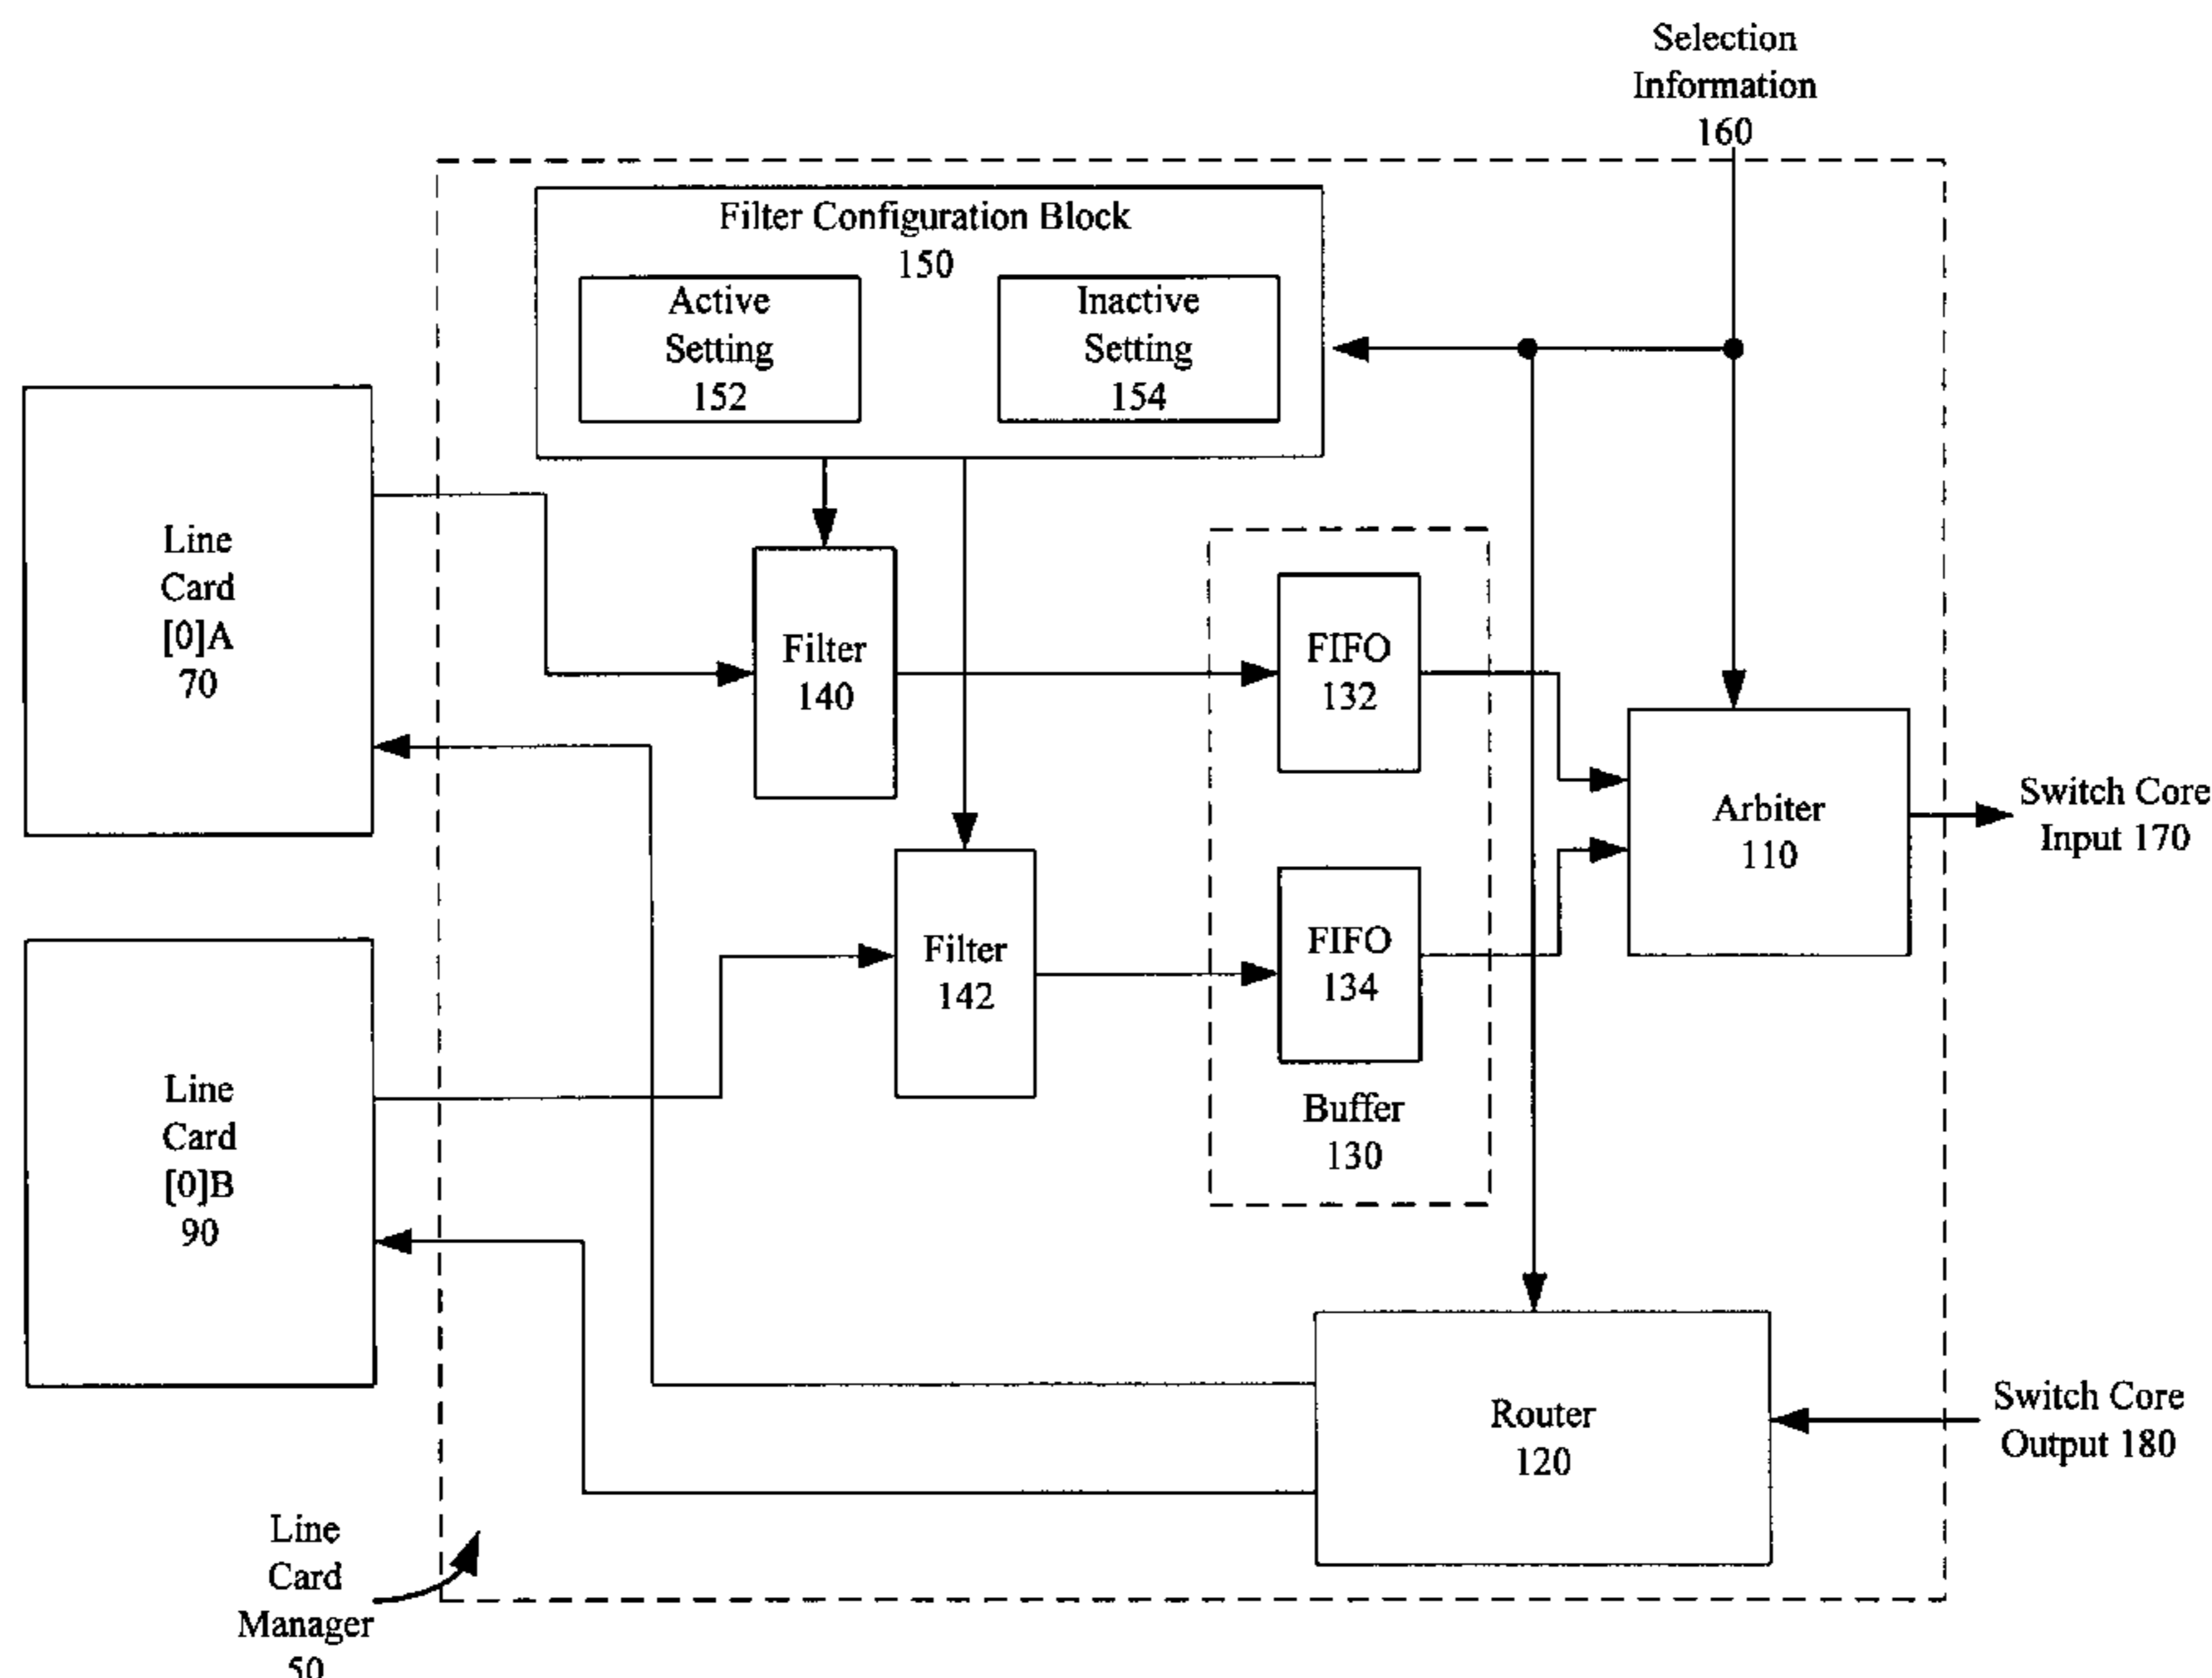 Selection
Information
160
Filter Configuration Block
150
Active
Setting
152
Inactive
Setting
154
Line
Card
[0]A
70
Filter
140
FIFO
132
Arbiter
110
Switch Core
Input 170
Line
Card
[0]B
90
Filter
142
FIFO
134
Buffer
130
Router
120
Switch Core
Output 180
Line
Card
Manager
50